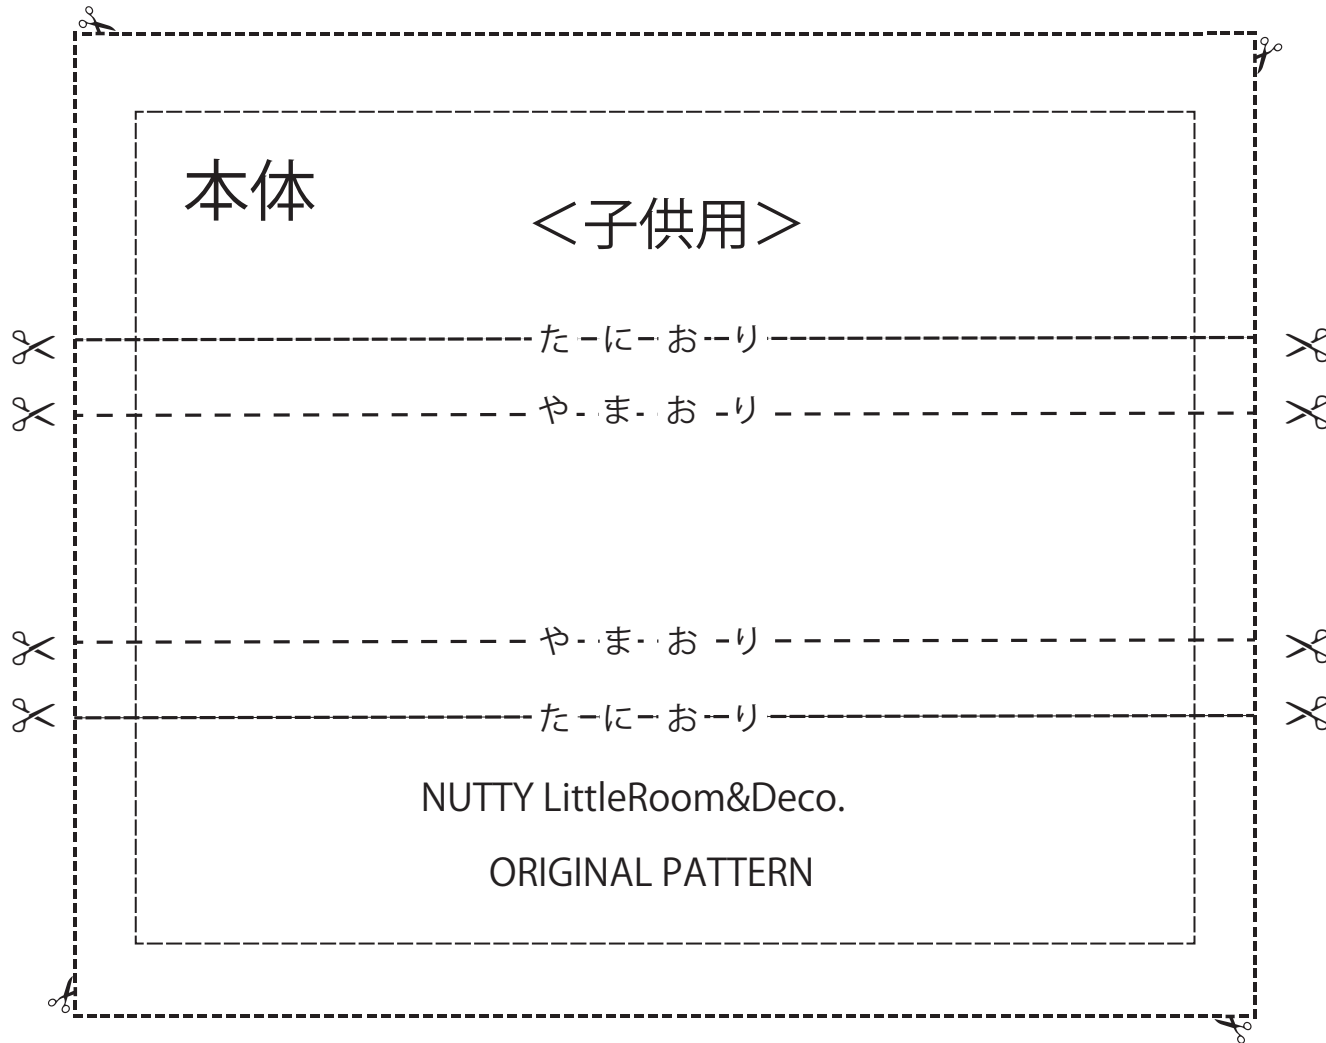 本体
＜子供用＞
たにおり
やまおり
やまおり
たにおり
NUTTY LittleRoom&Deco.
ORIGINAL PATTERN